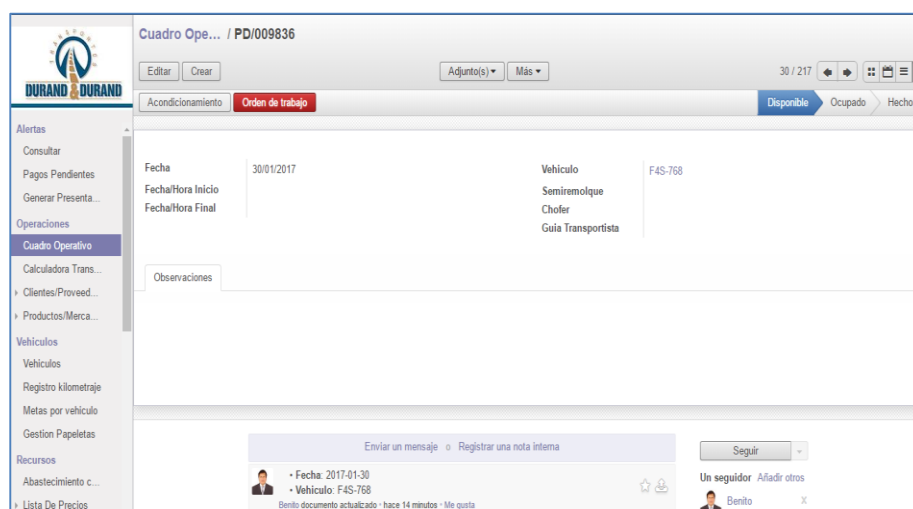 TRANSPORTES
DURAND & DURAND
Cuadro Ope... / PD/009836
Editar Crear Adjunto(s) Más 30 / 217
Acondicionamiento Orden de trabajo Disponible Ocupado Hecho
Alertas
Consultar
Pagos Pendientes
Generar Presenta...
Operaciones
Cuadro Operativo
Calculadora Trans...
Clientes/Proveed...
Productos/Merca...
Vehiculos
Vehiculos
Registro kilometraje
Metas por vehículo
Gestion Papeletas
Recursos
Abastecimiento c...
Lista De Precios
Fecha 30/01/2017
Fecha/Hora Inicio
Fecha/Hora Final
Vehiculo F4S-768
Semiremolque
Chofer
Guia Transportista
Observaciones
Enviar un mensaje o Registrar una nota interna
• Fecha: 2017-01-30
• Vehiculo: F4S-768
Benito documento actualizado • hace 14 minutos • Me gusta
Seguir
Un seguidor Añadir otros
Benito X